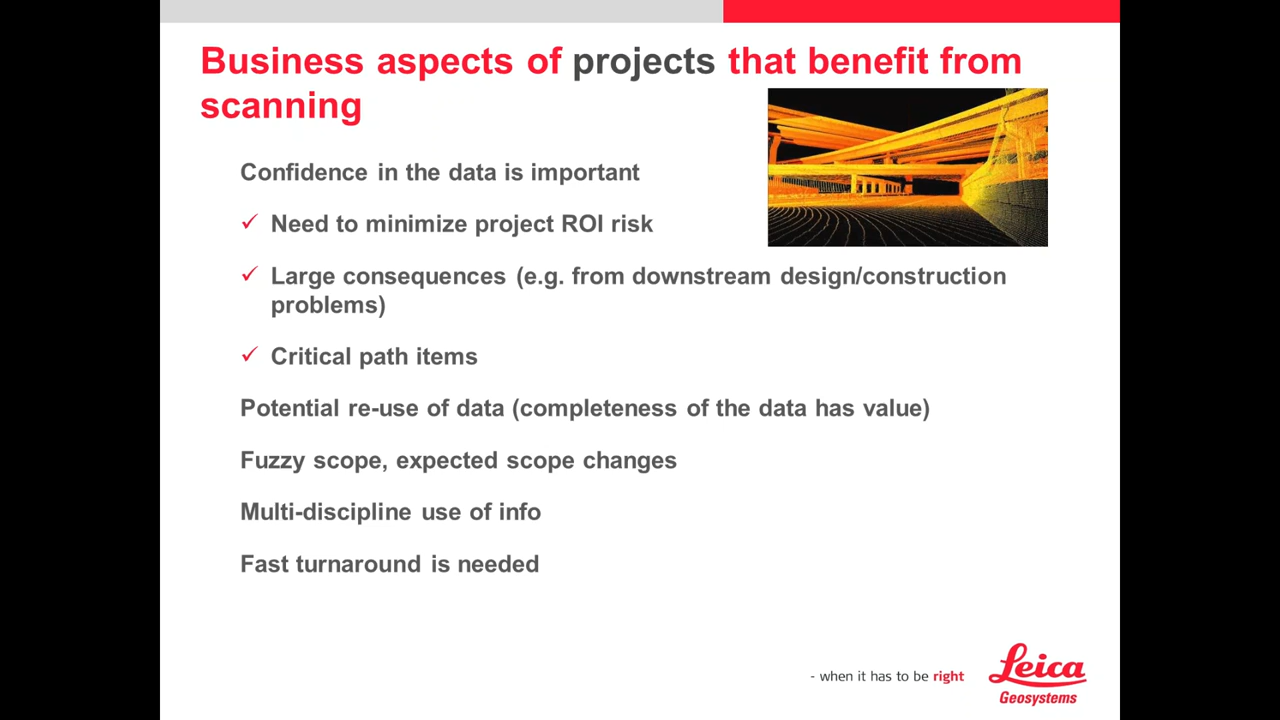 Business aspects of projects that benefit from
scanning
Confidence in the data is important
✓ Need to minimize project ROI risk
✓ Large consequences (e.g. from downstream design/construction
problems)
✓ Critical path items
Potential re-use of data (completeness of the data has value)
Fuzzy scope, expected scope changes
Multi-discipline use of info
Fast turnaround is needed
- when it has to be right
Leica
Geosystems